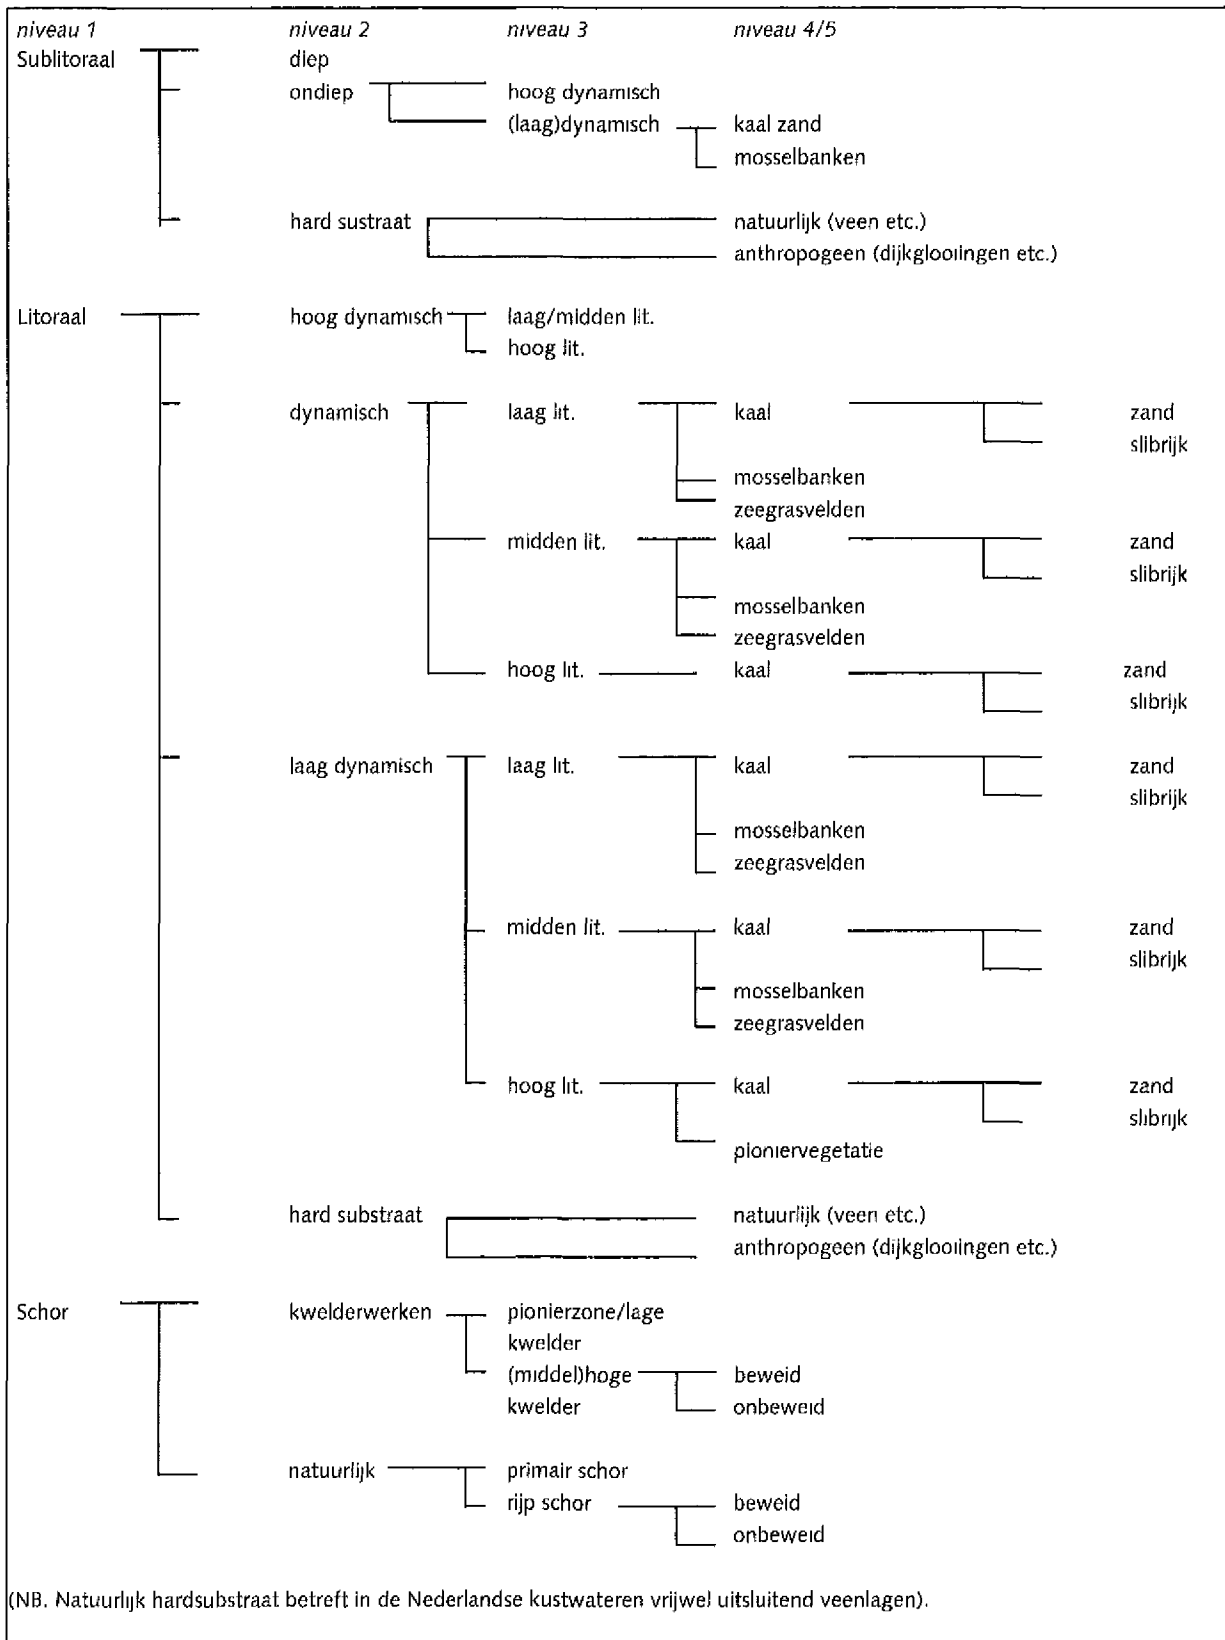 niveau 1 niveau 2 niveau 3 niveau 4/5
Sublitoraal diep
ondiep hoog dynamisch
(laag)dynamisch kaal zand
mosselbanken
hard sustraat natuurlijk (veen etc.)
anthropogeen (dijkglooiingen etc.)
Litoraal hoog dynamisch laag/midden lit.
hoog lit.
dynamisch laag lit. kaal zand
slibrijk
mosselbanken
zeegrasvelden
midden lit. kaal zand
slibrijk
mosselbanken
zeegrasvelden
hoog lit. kaal zand
slibrijk
laag dynamisch laag lit. kaal zand
slibrijk
mosselbanken
zeegrasvelden
midden lit. kaal zand
slibrijk
mosselbanken
zeegrasvelden
hoog lit. kaal zand
slibrijk
pioniervegetatie
hard substraat natuurlijk (veen etc.)
anthropogeen (dijkglooiingen etc.)
Schor kwelderwerken pionierzone/lage
kwelder
(middel)hoge beweid
kwelder onbeweid
natuurlijk primair schor
rijp schor beweid
onbeweid
(NB. Natuurlijk hardsubstraat betreft in de Nederlandse kustwateren vrijwel uitsluitend veenlagen).